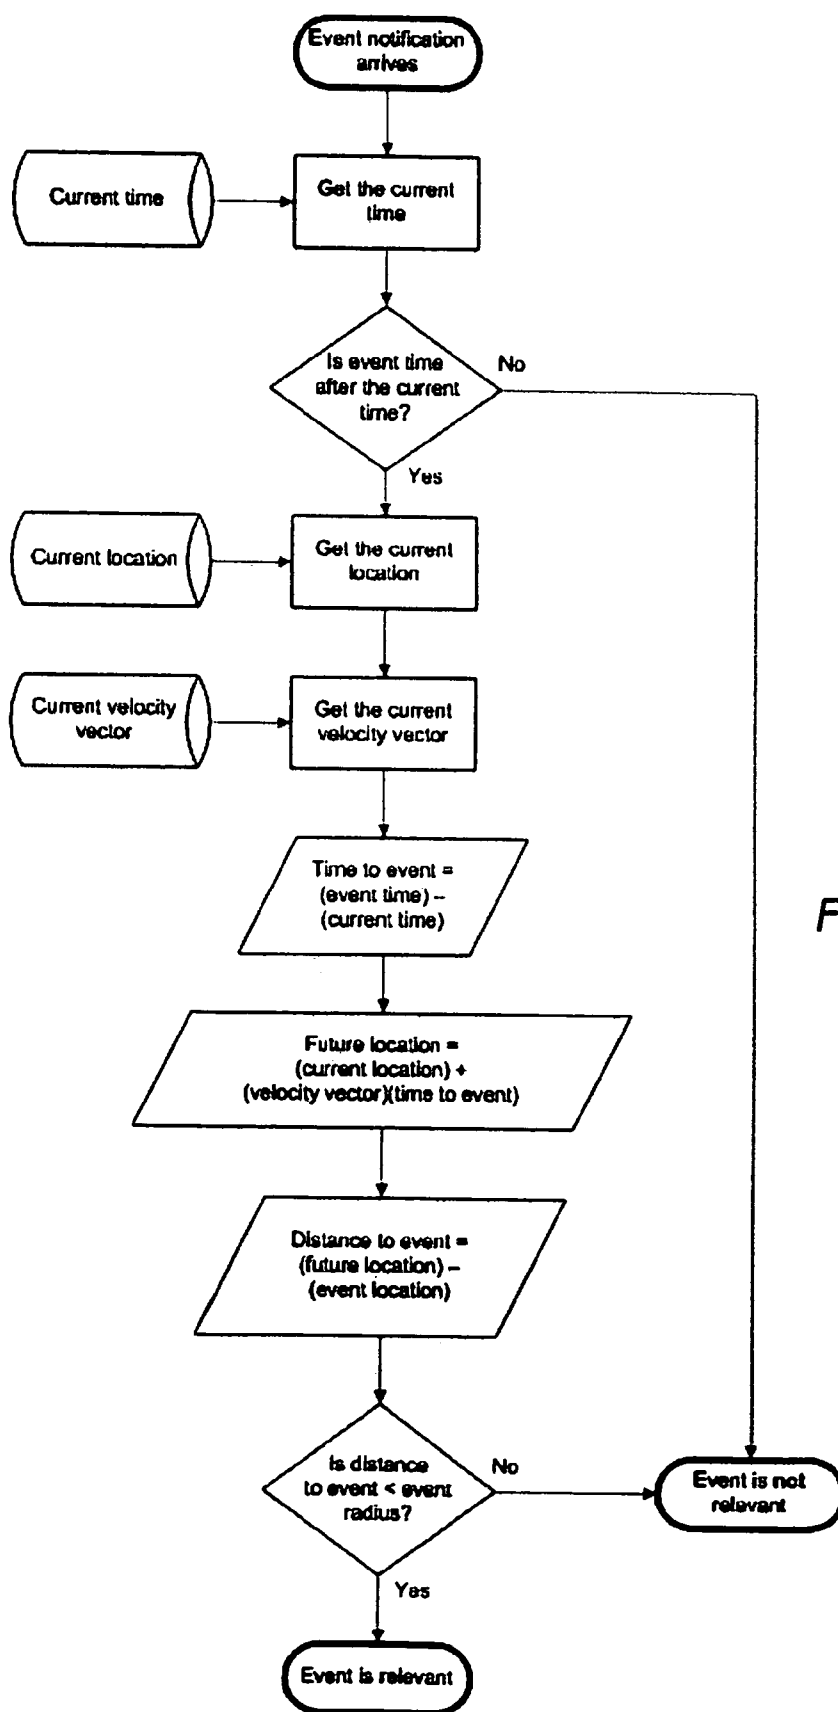 Event notification
arrives
Current time
Get the current
time
Is event time
after the current
time?
No
Yes
Current location
Get the current
location
Current velocity
vector
Get the current
velocity vector
Time to event =
(event time) –
(current time)
F
Future location =
(current location) +
(velocity vector)(time to event)
Distance to event =
(future location) –
(event location)
Is distance
to event < event
radius?
No
Event is not
relevant
Yes
Event is relevant